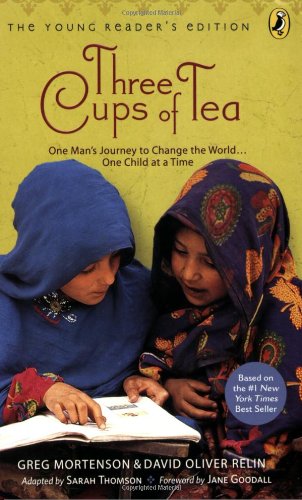 THE YOUNG READER'S EDITION
Three
Cups of Tea
One Man's Journey to Change the World...
One Child at a Time
Based on
the #1 New
York Times
Best Seller
GREG MORTENSON & DAVID OLIVER RELIN
Adapted by SARAH THOMSON • Foreword by JANE GOODALL